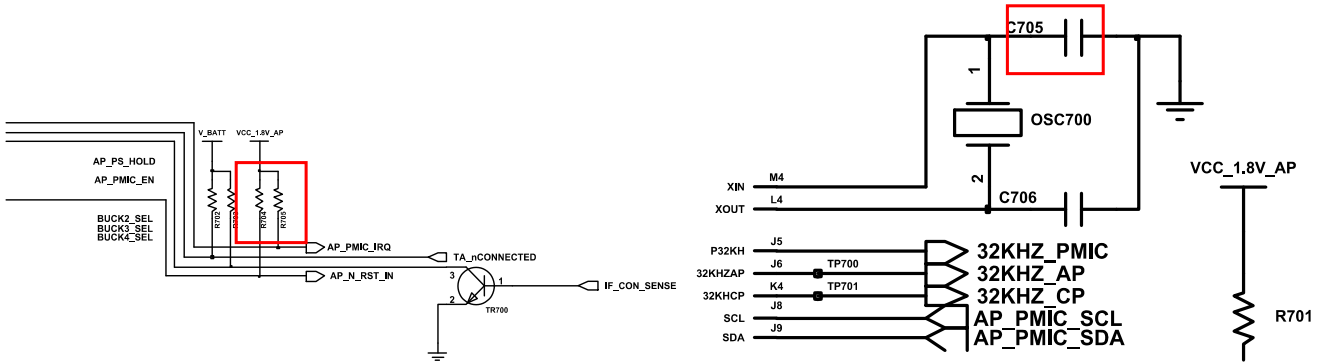 V_BATT
VCC_1.8V_AP
AP_PS_HOLD
AP_PMIC_EN
R702
R703
R704
R705
BUCK2_SEL
BUCK3_SEL
BUCK4_SEL
AP_PMIC_IRQ
TA_nCONNECTED
AP_N_RST_IN
3
1
2
TR700
IF_CON_SENSE
C705
1
OSC700
2
C706
XIN M4
XOUT L4
P32KH J5 32KHZ_PMIC
32KHZAP J6 TP700 32KHZ_AP
32KHCP K4 TP701 32KHZ_CP
SCL J8 AP_PMIC_SCL
SDA J9 AP_PMIC_SDA
VCC_1.8V_AP
R701